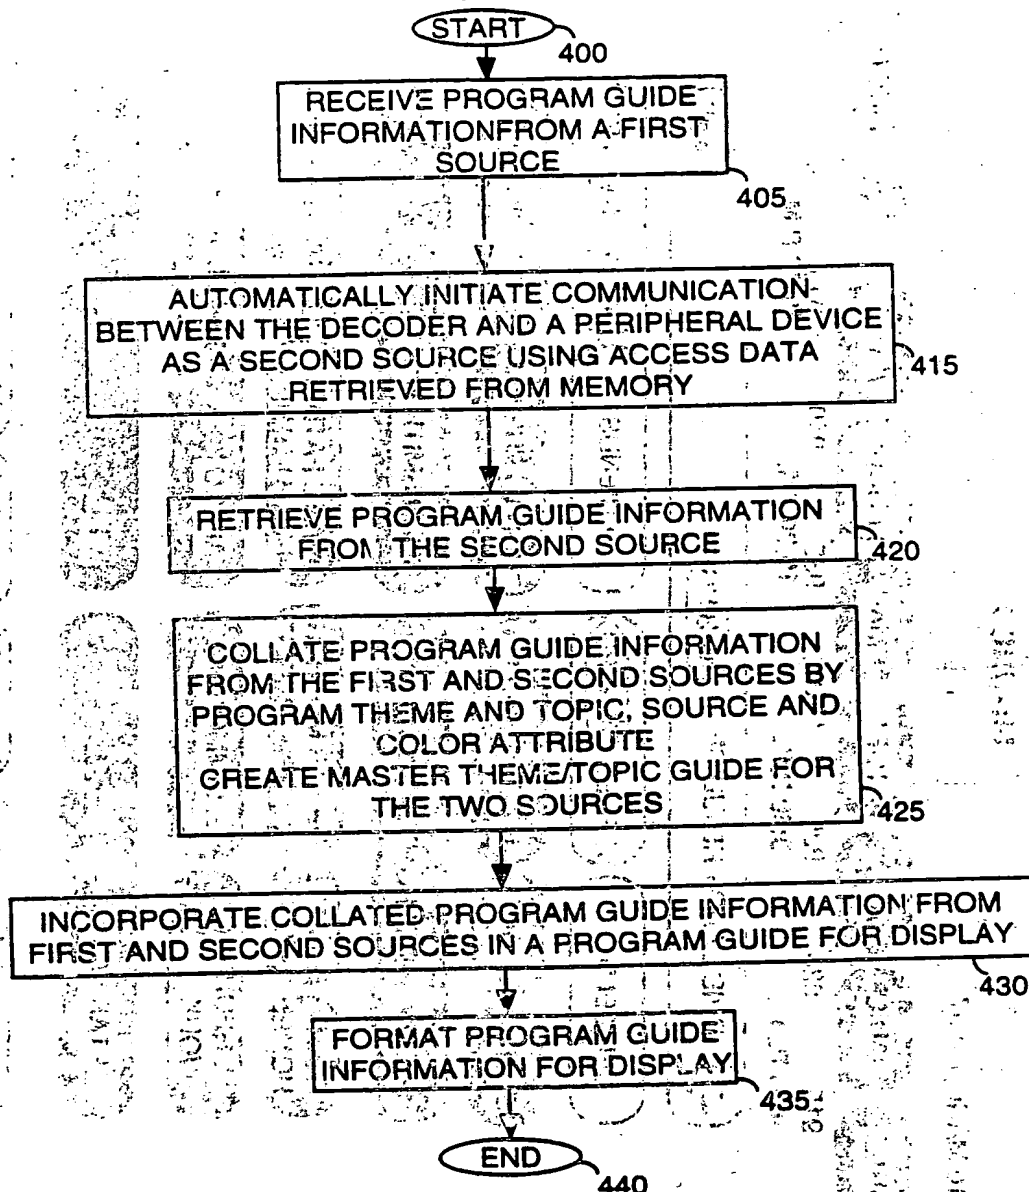 START
400
RECEIVE PROGRAM GUIDE
INFORMATIONFROM A FIRST
SOURCE
405
AUTOMATICALLY INITIATE COMMUNICATION
BETWEEN THE DECODER AND A PERIPHERAL DEVICE
AS A SECOND SOURCE USING ACCESS DATA
RETRIEVED FROM MEMORY
415
RETRIEVE PROGRAM GUIDE INFORMATION
FROM THE SECOND SOURCE
420
COLLATE PROGRAM GUIDE INFORMATION
FROM THE FIRST AND SECOND SOURCES BY
PROGRAM THEME AND TOPIC, SOURCE AND
COLOR ATTRIBUTE
CREATE MASTER THEME/TOPIC GUIDE FOR
THE TWO SOURCES
425
INCORPORATE COLLATED PROGRAM GUIDE INFORMATION FROM
FIRST AND SECOND SOURCES IN A PROGRAM GUIDE FOR DISPLAY
430
FORMAT PROGRAM GUIDE
INFORMATION FOR DISPLAY
435
END
440